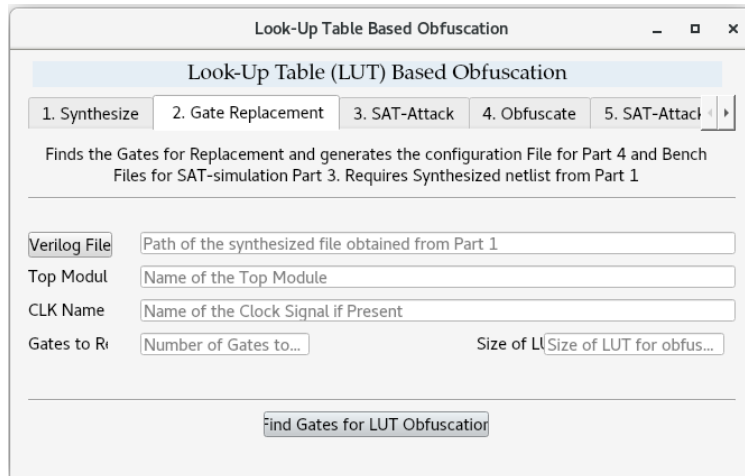 Look-Up Table Based Obfuscation
Look-Up Table (LUT) Based Obfuscation
1. Synthesize 2. Gate Replacement 3. SAT-Attack 4. Obfuscate 5. SAT-Attack
Finds the Gates for Replacement and generates the configuration File for Part 4 and Bench
Files for SAT-simulation Part 3. Requires Synthesized netlist from Part 1
Verilog File Path of the synthesized file obtained from Part 1
Top Modul Name of the Top Module
CLK Name Name of the Clock Signal if Present
Gates to Re Number of Gates to... Size of LU Size of LUT for obfus...
Find Gates for LUT Obfuscation